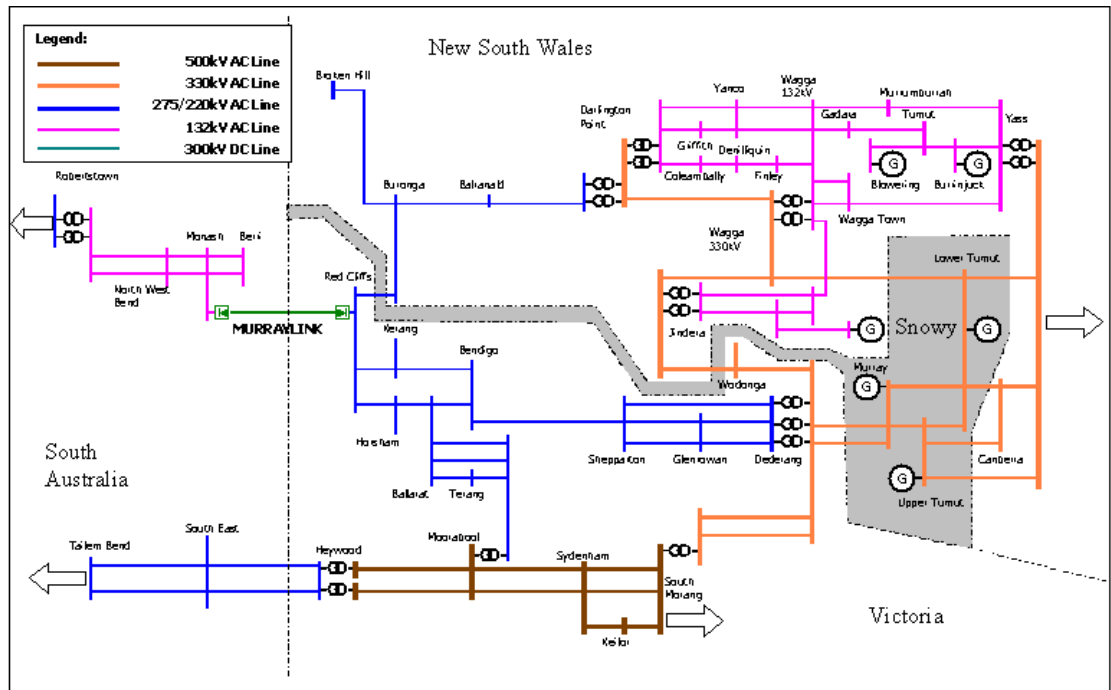 Legend:
500kV AC Line
330kV AC Line
275/220kV AC Line
132kV AC Line
300kV DC Line
New South Wales
Broken Hill
Darlington
Point
Yanco
Wagga
132kV
Murrumburrah
Gadara
Tumut
Yass
Griffith
Deniliquin
Coleambally
Finley
G
Blowering
G
Burrinjuck
Robertstown
Buronga
Balranald
Wagga Town
Wagga
330kV
Monash
Berri
North West
Bend
Red Cliffs
MURRAYLINK
Kerang
Bendigo
Jindera
G
Lower Tumut
Snowy
G
Murray
G
Wodonga
Horsham
Shepparton
Glenrowan
Dederang
Canberra
G
Upper Tumut
South
Australia
Ballarat
Terang
Moorabool
Tailem Bend
South East
Heywood
Sydenham
South
Morang
Keilor
Victoria